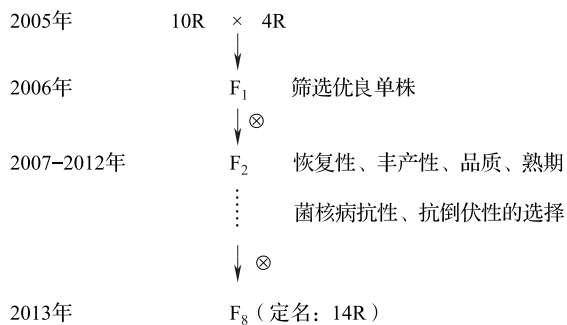 2005年 10R × 4R
2006年 F₁ 筛选优良单株
⊗
2007-2012年 F₂ 恢复性、丰产性、品质、熟期
菌核病抗性、抗倒伏性的选择
⊗
2013年 F₈（定名：14R）